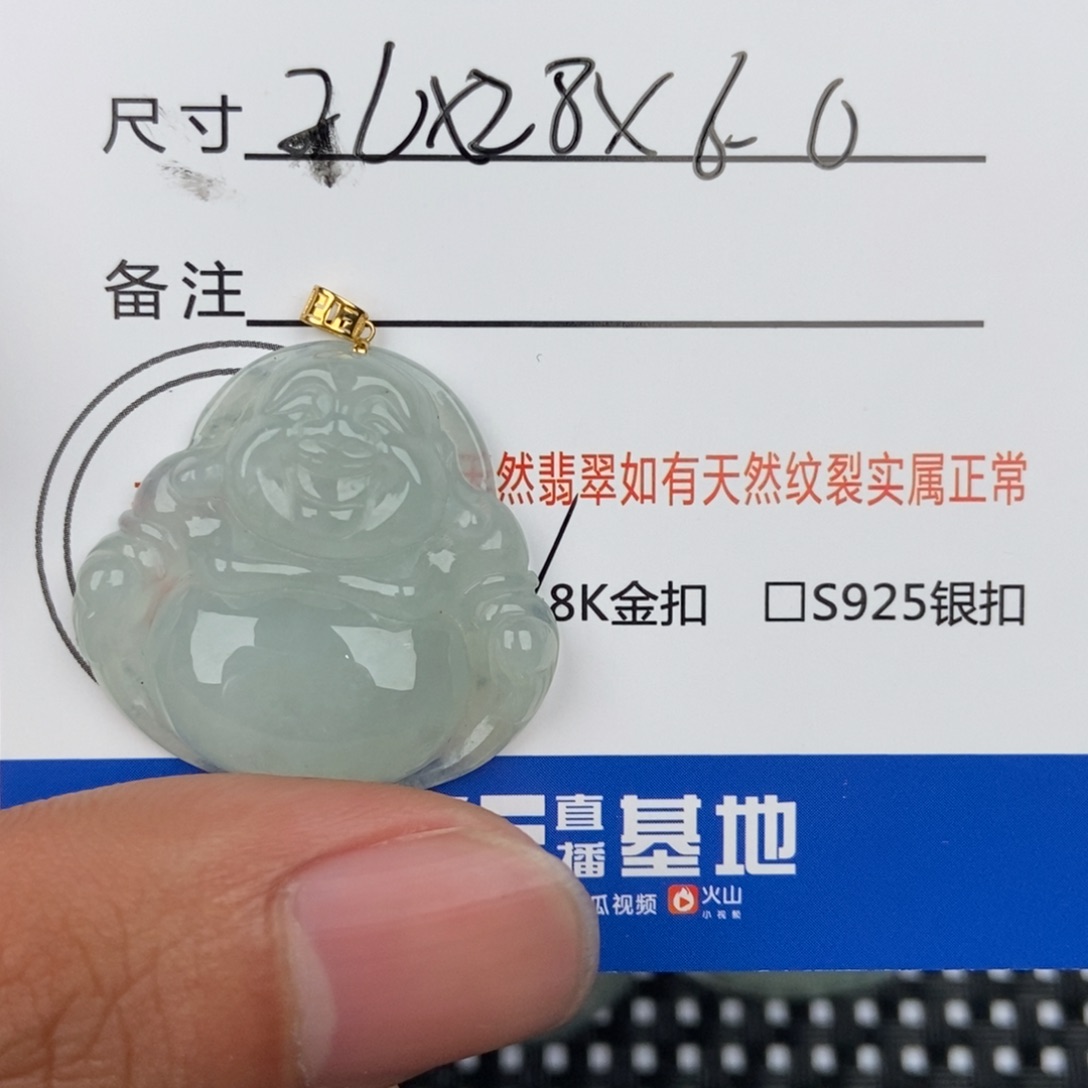 尺寸 26X28X6.0
备注
然翡翠如有天然纹裂实属正常
8K金扣 □S925银扣
直播基地
瓜视频 火山小视频